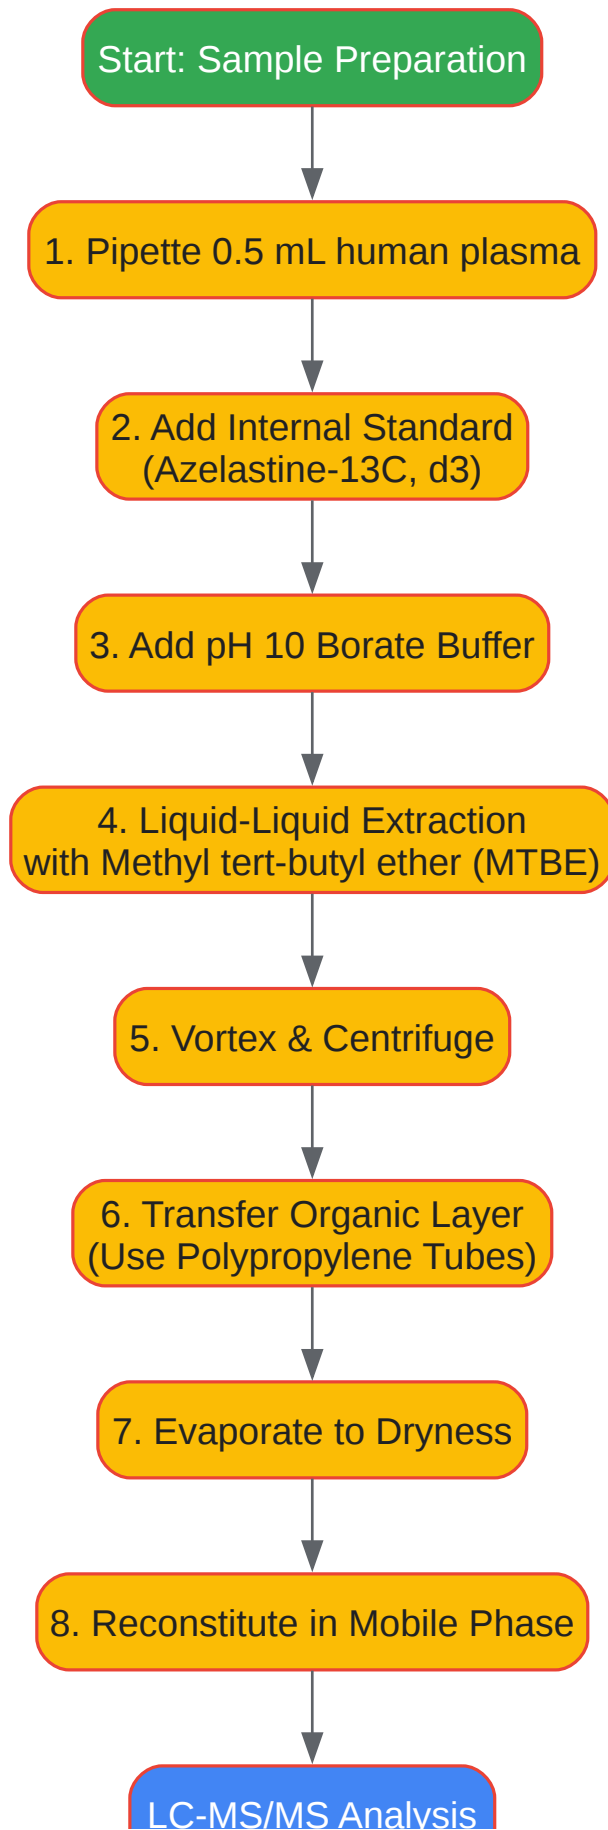 Start: Sample Preparation
1. Pipette 0.5 mL human plasma
2. Add Internal Standard
(Azelastine-13C, d3)
3. Add pH 10 Borate Buffer
4. Liquid-Liquid Extraction
with Methyl tert-butyl ether (MTBE)
5. Vortex & Centrifuge
6. Transfer Organic Layer
(Use Polypropylene Tubes)
7. Evaporate to Dryness
8. Reconstitute in Mobile Phase
LC-MS/MS Analysis